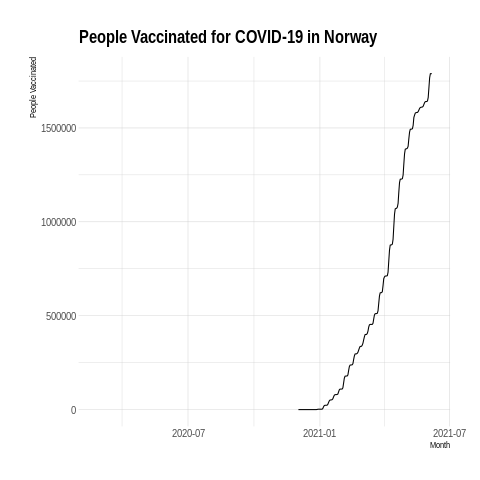 People Vaccinated for COVID-19 in Norway
People Vaccinated
1500000
1000000
500000
0
2020-07
2021-01
2021-07
Month